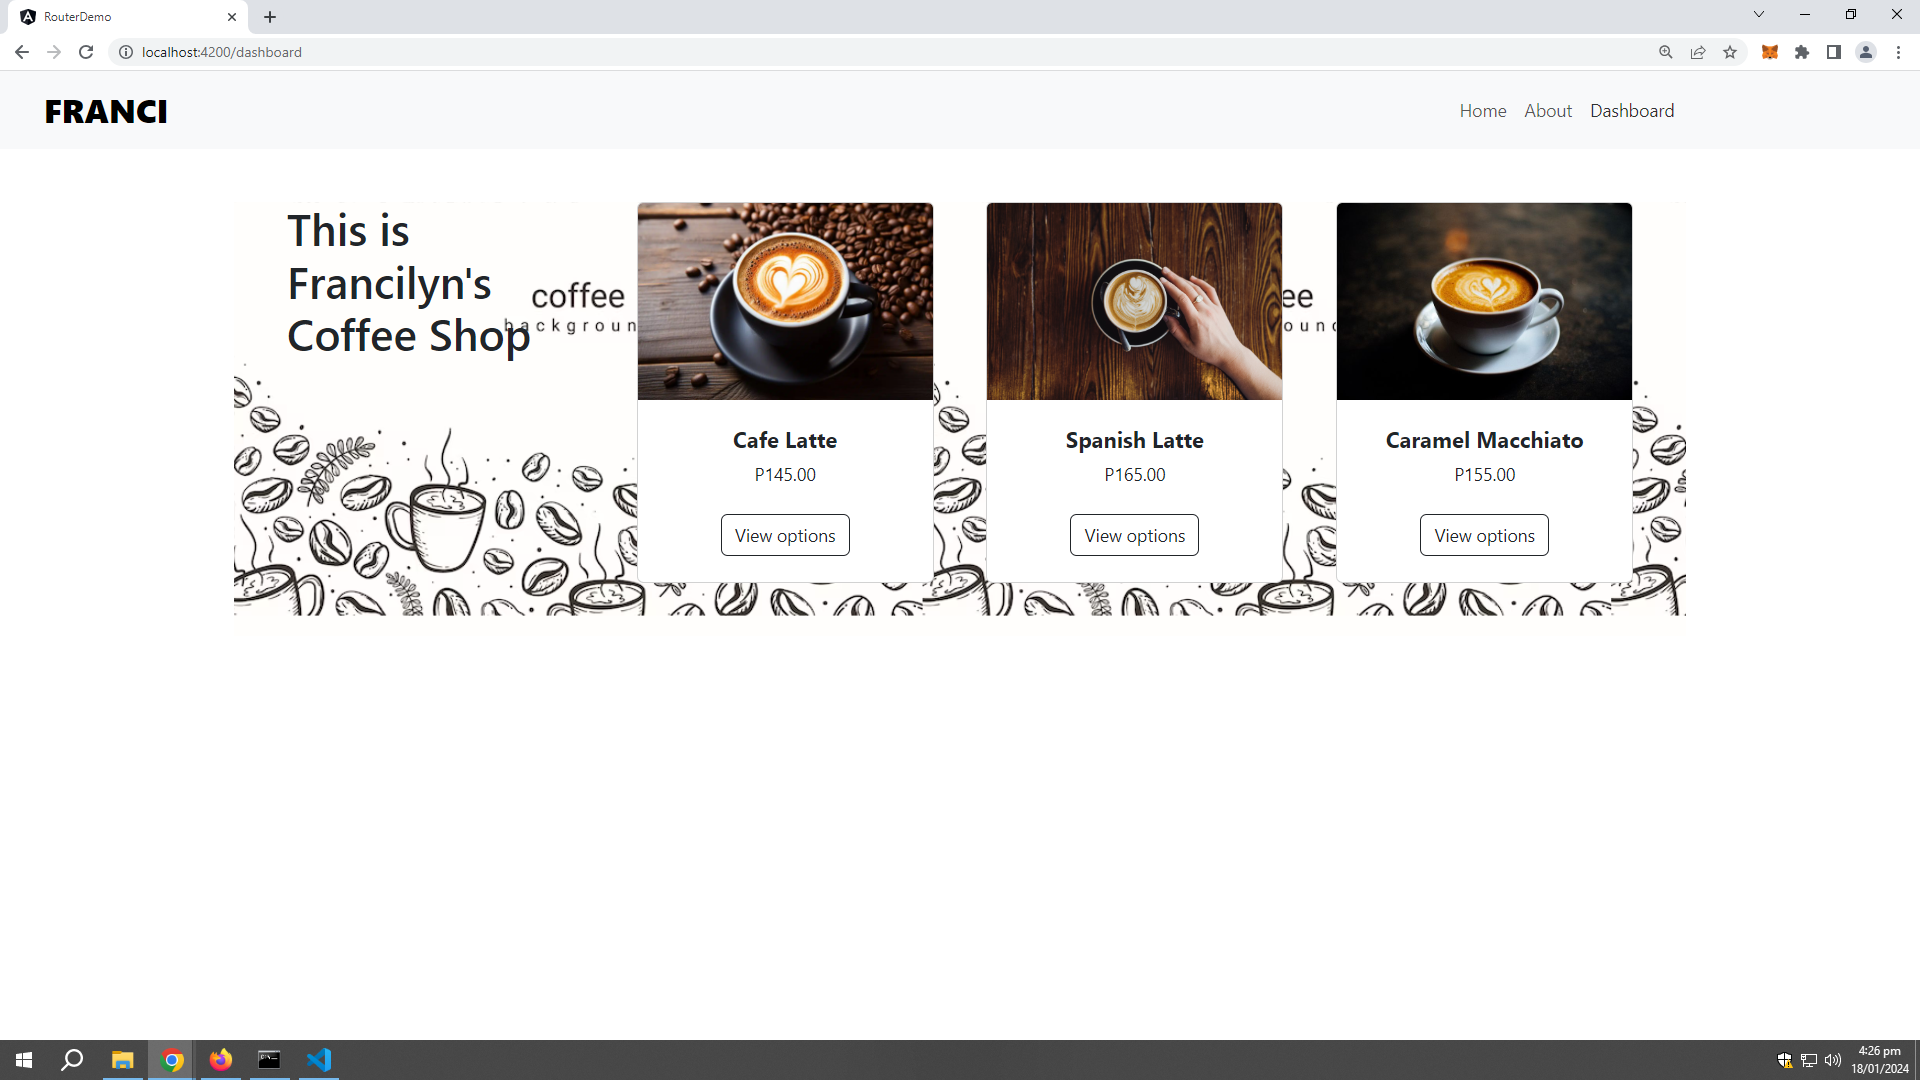 RouterDemo
localhost:4200/dashboard
FRANCI
Home About Dashboard
This is
Francilyn's
Coffee Shop
coffee
backgroun
ee
ound
Cafe Latte
P145.00
View options
Spanish Latte
P165.00
View options
Caramel Macchiato
P155.00
View options
4:26 pm
18/01/2024